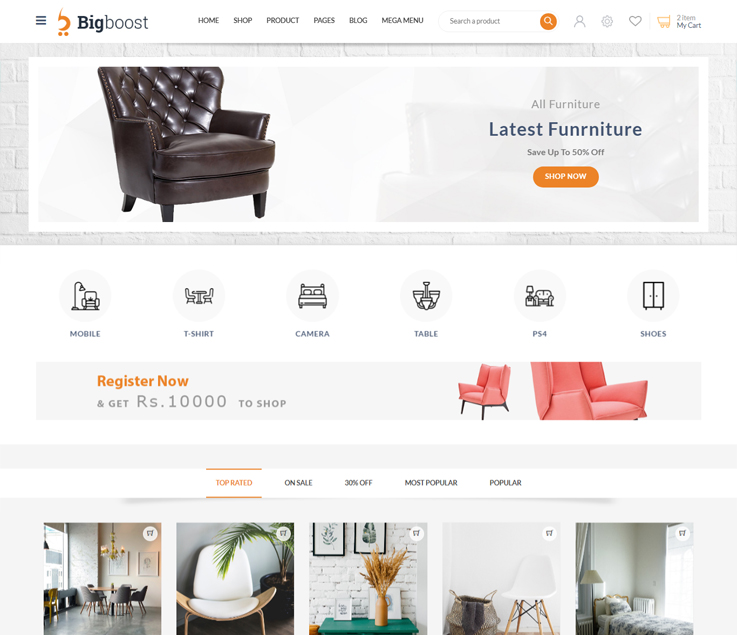 Bigboost
HOME SHOP PRODUCT PAGES BLOG MEGA MENU
Search a product
2 item
My Cart
All Furniture
Latest Funrniture
Save Up To 50% Off
SHOP NOW
MOBILE T-SHIRT CAMERA TABLE PS4 SHOES
Register Now
& GET Rs.10000 TO SHOP
TOP RATED ON SALE 30% OFF MOST POPULAR POPULAR